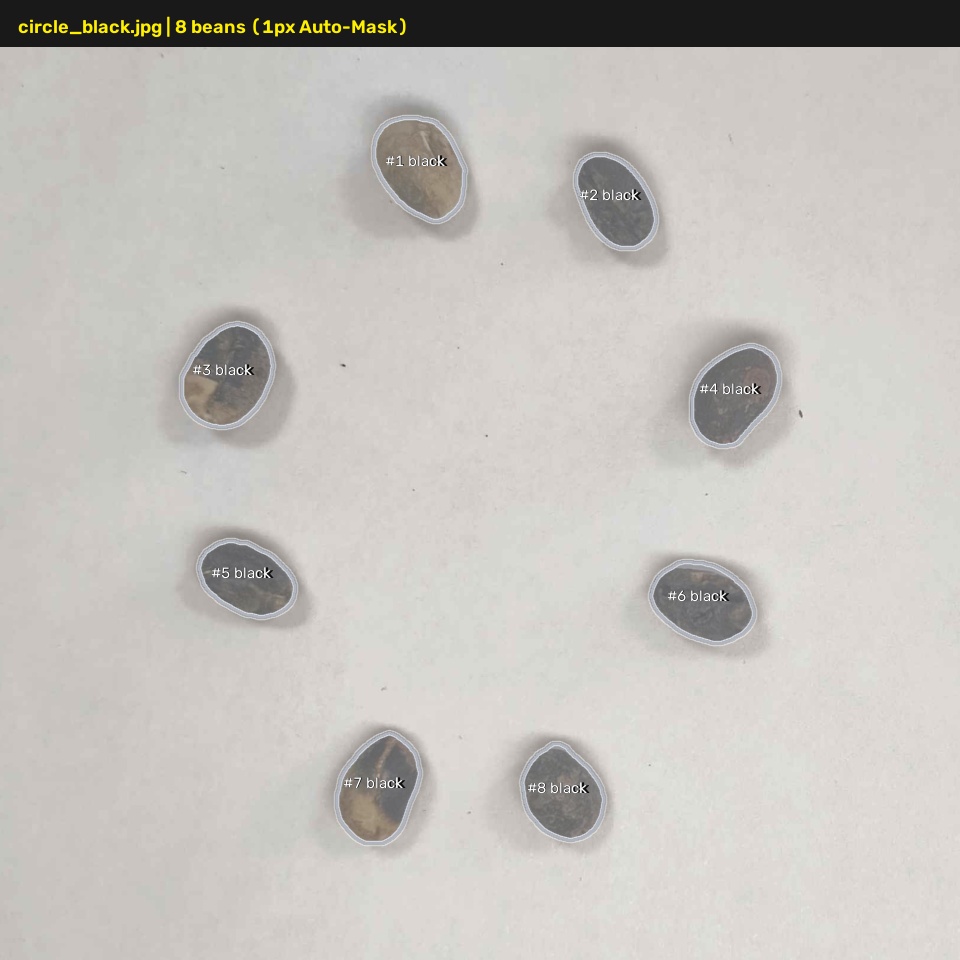 circle_black.jpg | 8 beans (1px Auto-Mask)
#1 black
#2 black
#3 black
#4 black
#5 black
#6 black
#7 black
#8 black